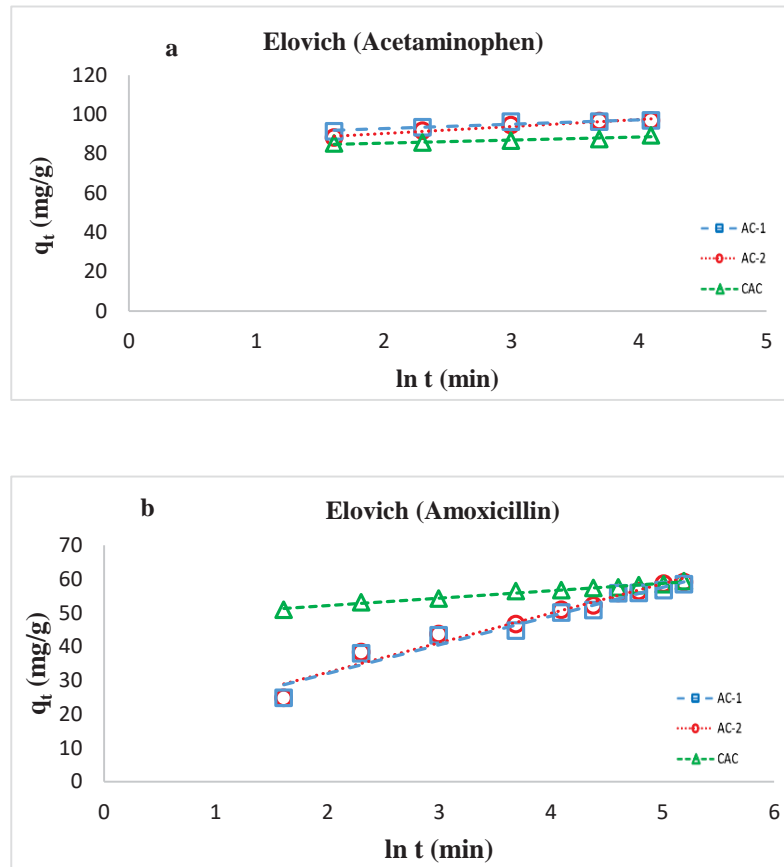 a
Elovich (Acetaminophen)
120
100
80
60
40
20
0
qt (mg/g)
AC-1
AC-2
CAC
0 1 2 3 4 5
ln t (min)
b
Elovich (Amoxicillin)
70
60
50
40
30
20
10
0
qt (mg/g)
AC-1
AC-2
CAC
0 1 2 3 4 5 6
ln t (min)